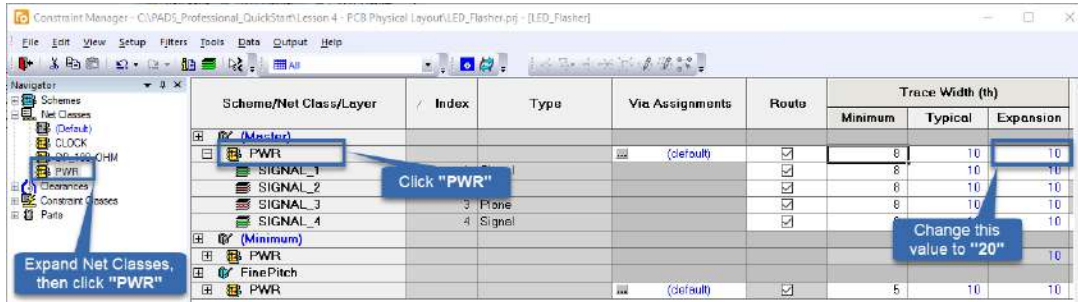 Constraint Manager - C:\PADS_Professional_QuickStart\Lesson 4 - PCB Physical Layout\LED_Flasher.prj - [LED_Flasher]
File Edit View Setup Filters Tools Data Output Help
All
Navigator
Schemes
Net Classes
(Default)
CLOCK
PWR
Clearances
Constraint Classes
Parts
Scheme/Net Class/Layer Index Type Via Assignments Route Trace Width (th)
Minimum Typical Expansion
(Master)
PWR (default) 8 10 10
SIGNAL_1 8 10 10
SIGNAL_2 8 10 10
SIGNAL_3 3 Plane 8 10 10
SIGNAL_4 4 Signal 10
(Minimum)
PWR 10
FinePitch
PWR (default) 5 10 10
Click "PWR"
Change this
value to "20"
Expand Net Classes,
then click "PWR"